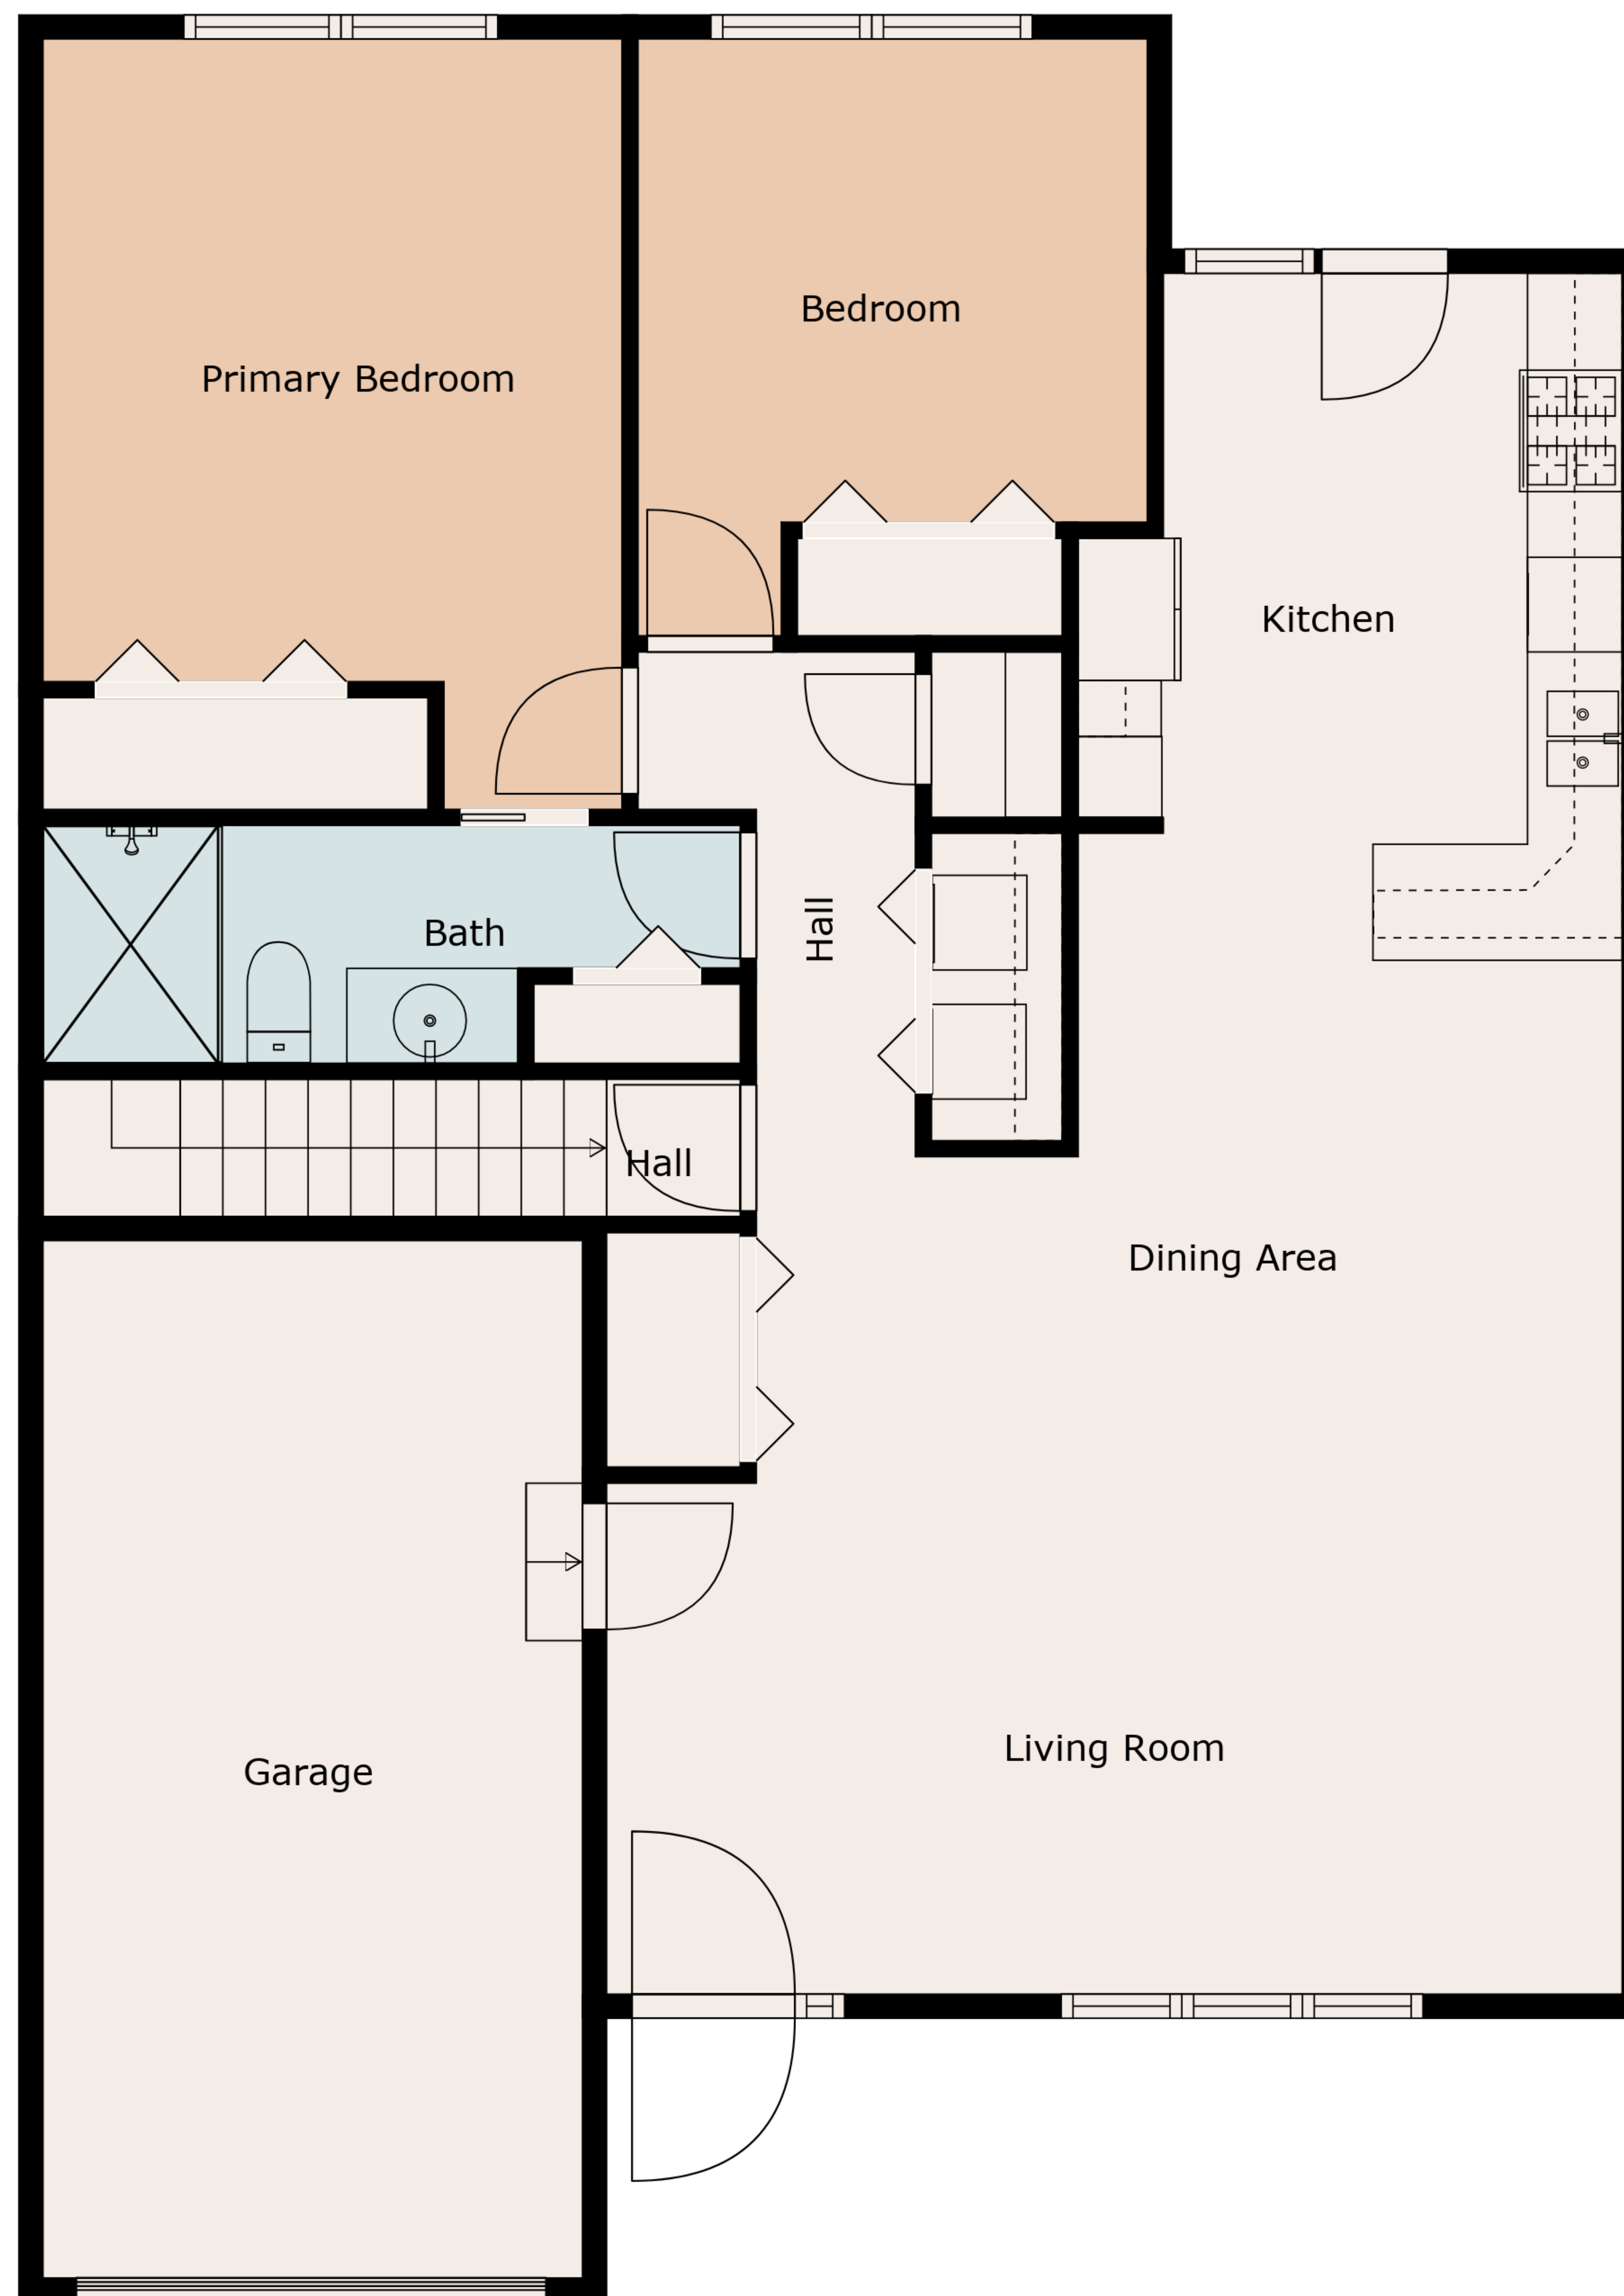 Bedroom
Primary Bedroom
Kitchen
Bath
Hall
Hall
Dining Area
Living Room
Garage